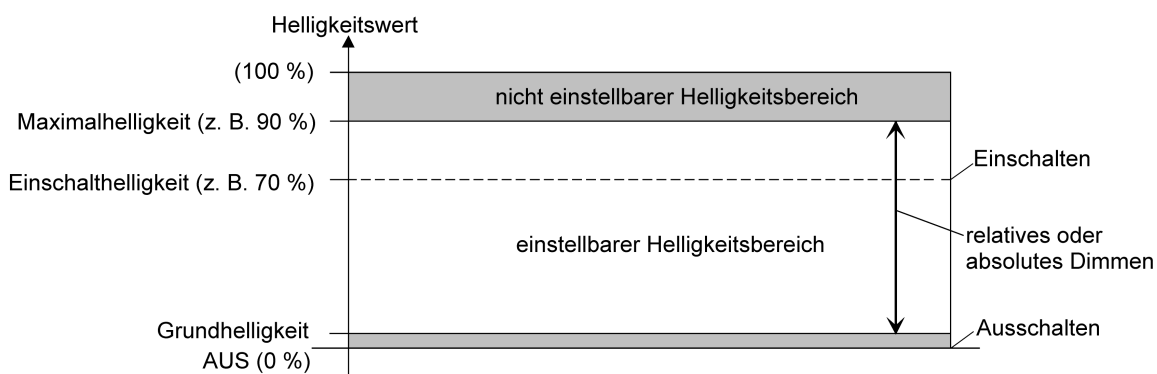 Helligkeitswert
(100 %)
nicht einstellbarer Helligkeitsbereich
Maximalhelligkeit (z. B. 90 %)
Einschalten
Einschalthelligkeit (z. B. 70 %)
relatives oder
absolutes Dimmen
einstellbarer Helligkeitsbereich
Grundhelligkeit
Ausschalten
AUS (0 %)